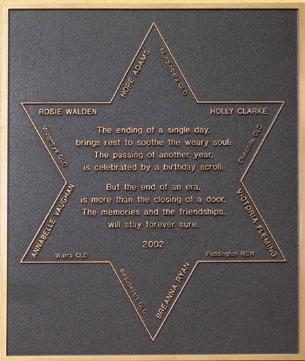 HOPE ADAMS
ROSIE WALDEN
HOLLY CLARKE
The ending of a single day,
brings rest to soothe the weary soul:
The passing of another year,
is celebrated by a birthday scroll.
But the end of an era,
is more than the closing of a door,
The memories and the friendships,
will stay forever sure.
2002
ANNABELLE VAUGHAN
VICTORIA FLEMING
Warra QLD
Paddington NSW
BREANNA RYAN